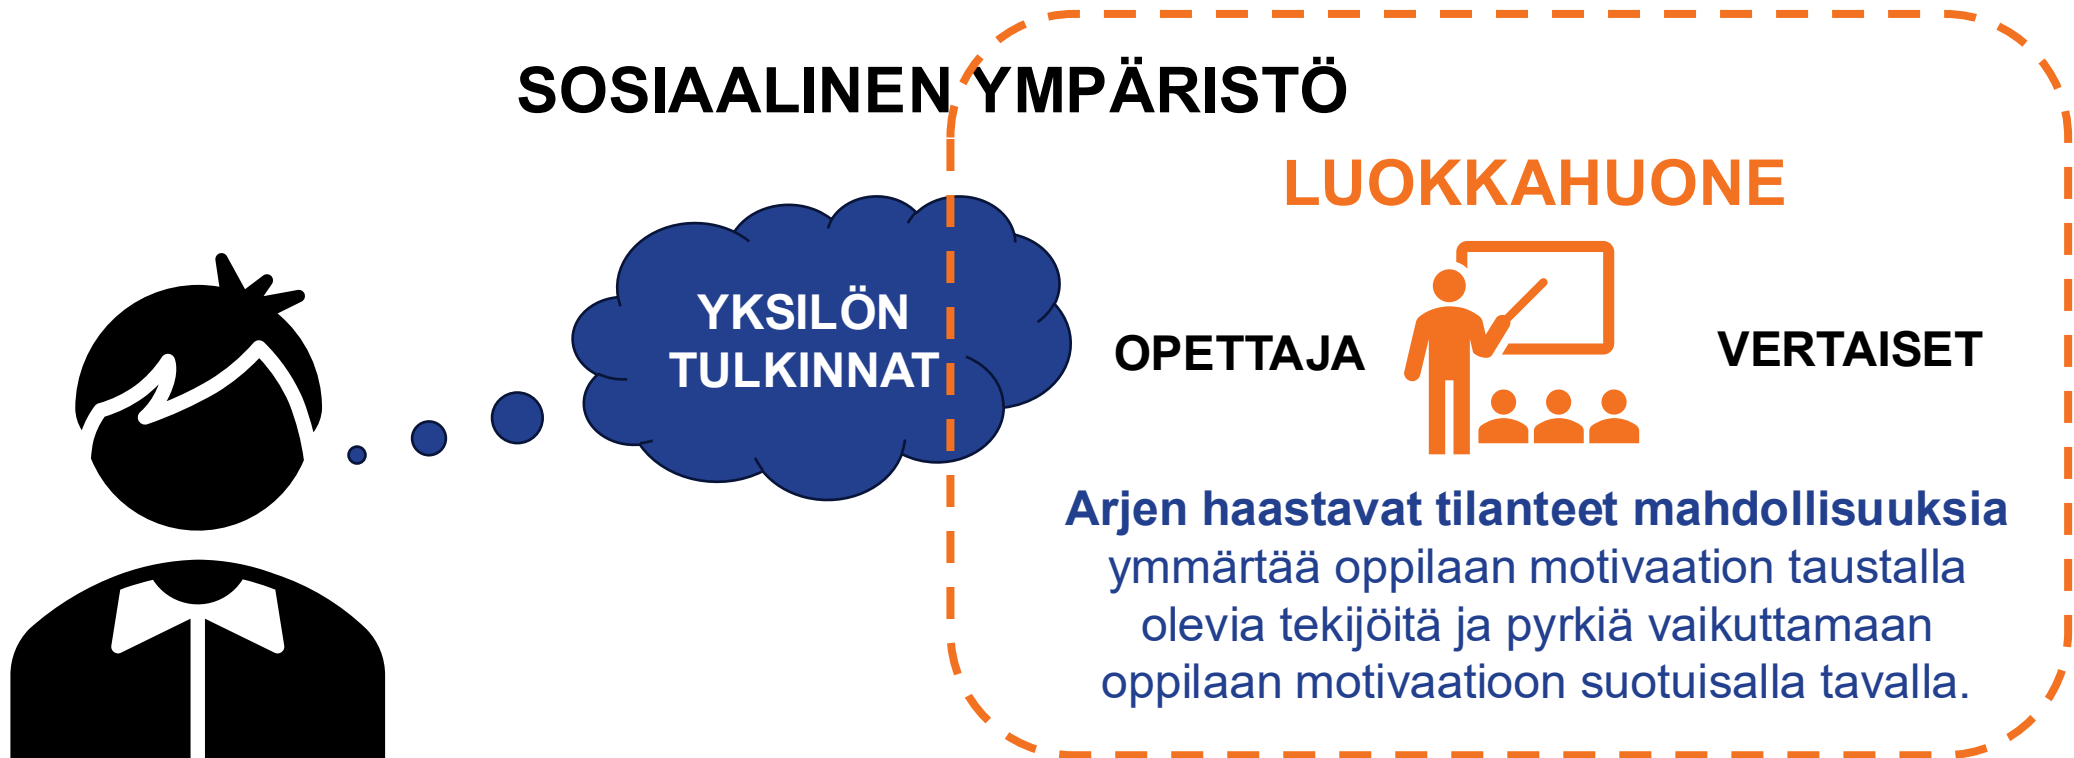 SOSIAALINEN YMPÄRISTÖ
LUOKKAHUONE
YKSILÖN
TULKINNAT
OPETTAJA
VERTAISET
Arjen haastavat tilanteet mahdollisuuksia
ymmärtää oppilaan motivaation taustalla
olevia tekijöitä ja pyrkiä vaikuttamaan
oppilaan motivaatioon suotuisalla tavalla.